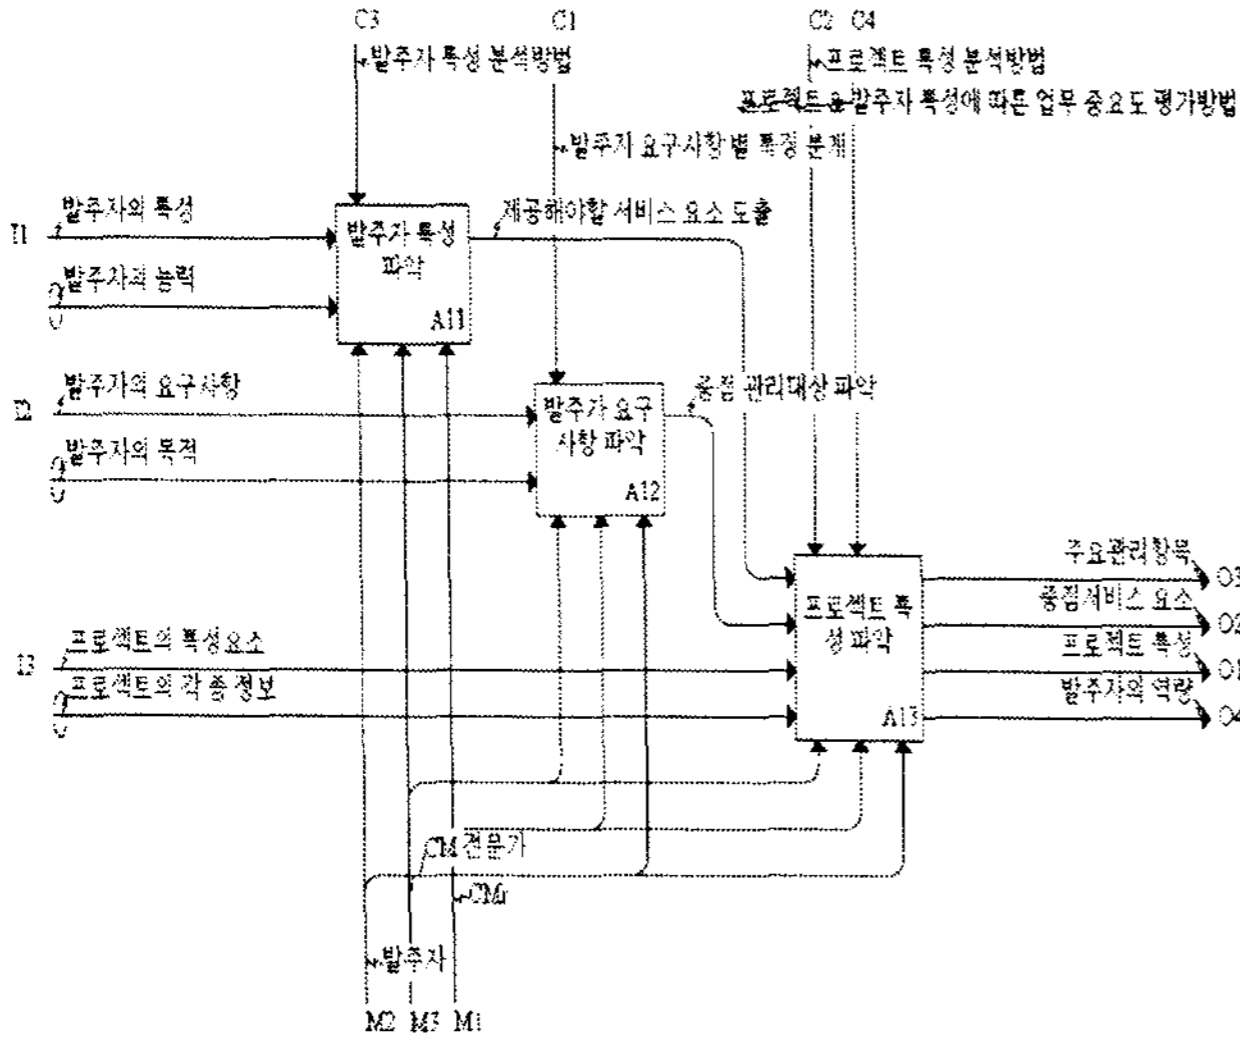 C3
C1
C2 C4
발주자 특성 분석방법
프로젝트 특성 분석방법
프로젝트 & 발주자 특성에 따른 업무 중요도 평가방법
발주자 요구사항 별 특징 분개
발주자의 특성
I1
발주자 특성
파악
A11
제공해야할 서비스 요소 도출
발주자의 능력
발주자의 요구사항
발주자 요구
사항 파악
A12
중점 관리대상 파악
발주자의 목적
프로젝트 특
성 파악
A13
주요관리항목
O3
중점서비스 요소
O2
프로젝트 특성
O1
발주자의 역량
O4
프로젝트의 특성요소
I3
프로젝트의 각종 정보
CM 전문가
CMr
발주자
M2 M3 M1